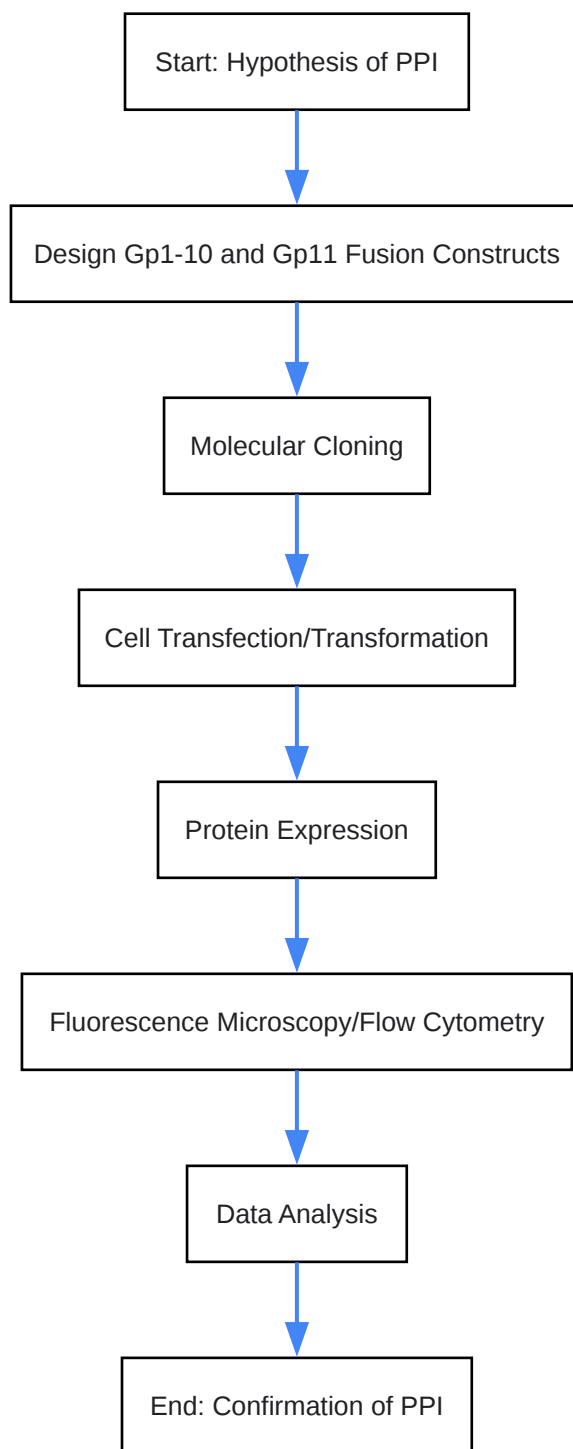 Start: Hypothesis of PPI
Design Gp1-10 and Gp11 Fusion Constructs
Molecular Cloning
Cell Transfection/Transformation
Protein Expression
Fluorescence Microscopy/Flow Cytometry
Data Analysis
End: Confirmation of PPI